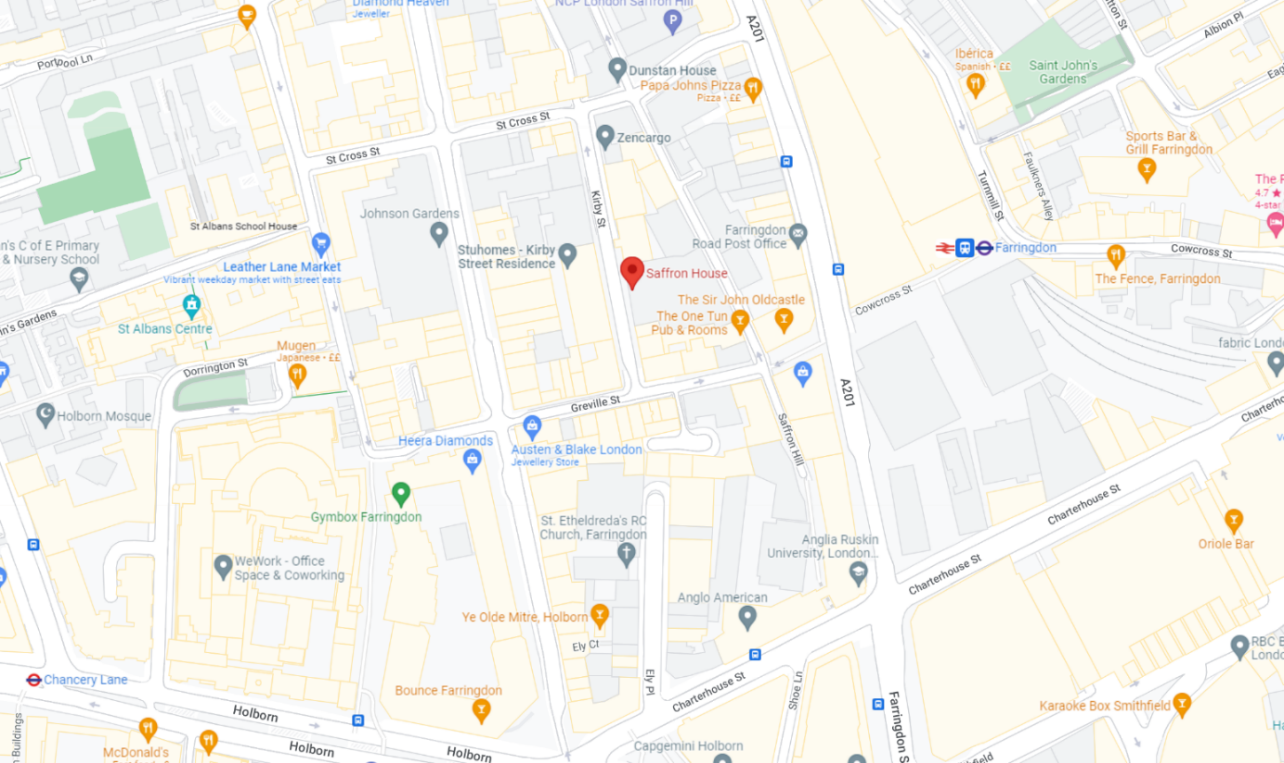 Diamond Heaven
Jeweller
NCP London Saffron Hill
A201
Albion Pl
Portpool Ln
Dunstan House
Papa Johns Pizza
Pizza • ££
Ibérica
Spanish • ££
Saint John's
Gardens
St Cross St
St Cross St
Zencargo
Sports Bar &
Grill Farringdon
Faulkners Alley
Turnmill St
4.7
4-star
Kirby St
Johnson Gardens
St Albans School House
Farringdon
Road Post Office
Stuhomes - Kirby
Street Residence
Farringdon
Cowcross St
n's C of E Primary
& Nursery School
Leather Lane Market
Vibrant weekday market with street eats
Saffron House
The Fence, Farringdon
Cowcross St
The Sir John Oldcastle
The One Tun
Pub & Rooms
St Albans Centre
n's Gardens
Mugen
Japanese • ££
Dorrington St
A201
Greville St
Holborn Mosque
Saffron Hill
Heera Diamonds
Austen & Blake London
Jewellery Store
Charterhouse St
Gymbox Farringdon
St. Etheldreda's RC
Church, Farringdon
Anglia Ruskin
University, London...
Oriole Bar
WeWork - Office
Space & Coworking
Charterhouse St
Anglo American
Ye Olde Mitre, Holborn
Ely Ct
Ely Pl
Charterhouse St
Shoe Ln
Chancery Lane
Bounce Farringdon
Karaoke Box Smithfield
Farringdon S
Holborn
Holborn
Holborn
McDonald's
Capgemini Holborn
Buildings